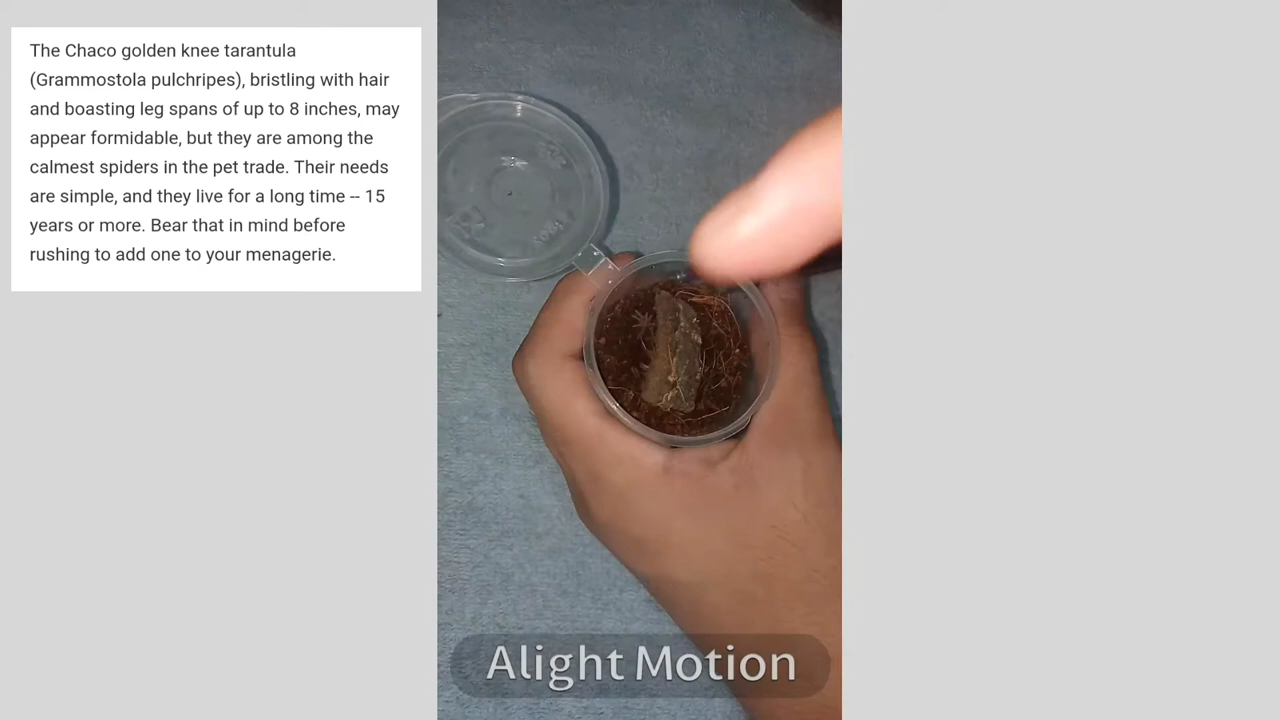 The Chaco golden knee tarantula
(Grammostola pulchripes), bristling with hair
and boasting leg spans of up to 8 inches, may
appear formidable, but they are among the
calmest spiders in the pet trade. Their needs
are simple, and they live for a long time -- 15
years or more. Bear that in mind before
rushing to add one to your menagerie.
Alight Motion